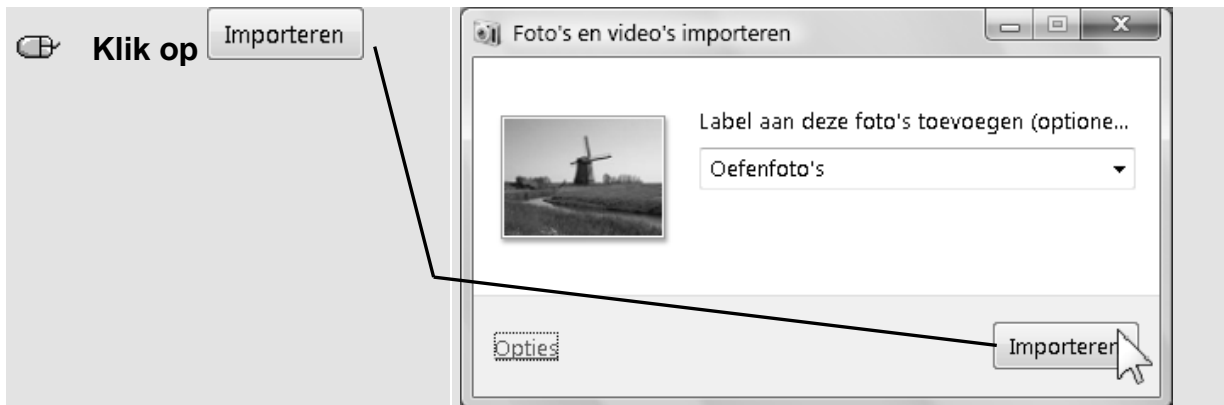 Klik op Importeren
Foto's en video's importeren
Label aan deze foto's toevoegen (optione...
Oefenfoto's
Opties
Importeren